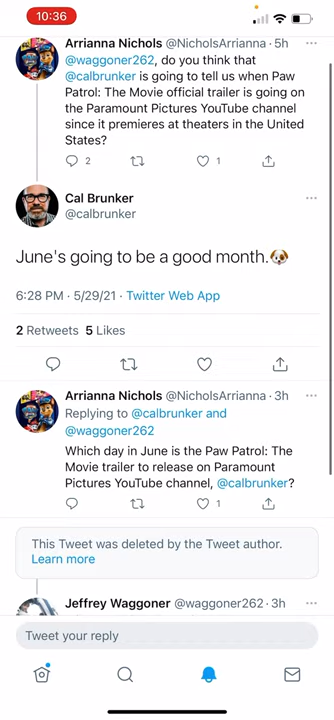 10:36
Arrianna Nichols @NicholsArrianna · 5h
@waggoner262, do you think that
@calbrunker is going to tell us when Paw
Patrol: The Movie official trailer is going on
the Paramount Pictures YouTube channel
since it premieres at theaters in the United
States?
2 1
Cal Brunker
@calbrunker
June's going to be a good month.🐶
6:28 PM · 5/29/21 · Twitter Web App
2 Retweets 5 Likes
Arrianna Nichols @NicholsArrianna · 3h
Replying to @calbrunker and
@waggoner262
Which day in June is the Paw Patrol: The
Movie trailer to release on Paramount
Pictures YouTube channel, @calbrunker?
1
This Tweet was deleted by the Tweet author.
Learn more
Jeffrey Waggoner @waggoner262 · 3h
Tweet your reply